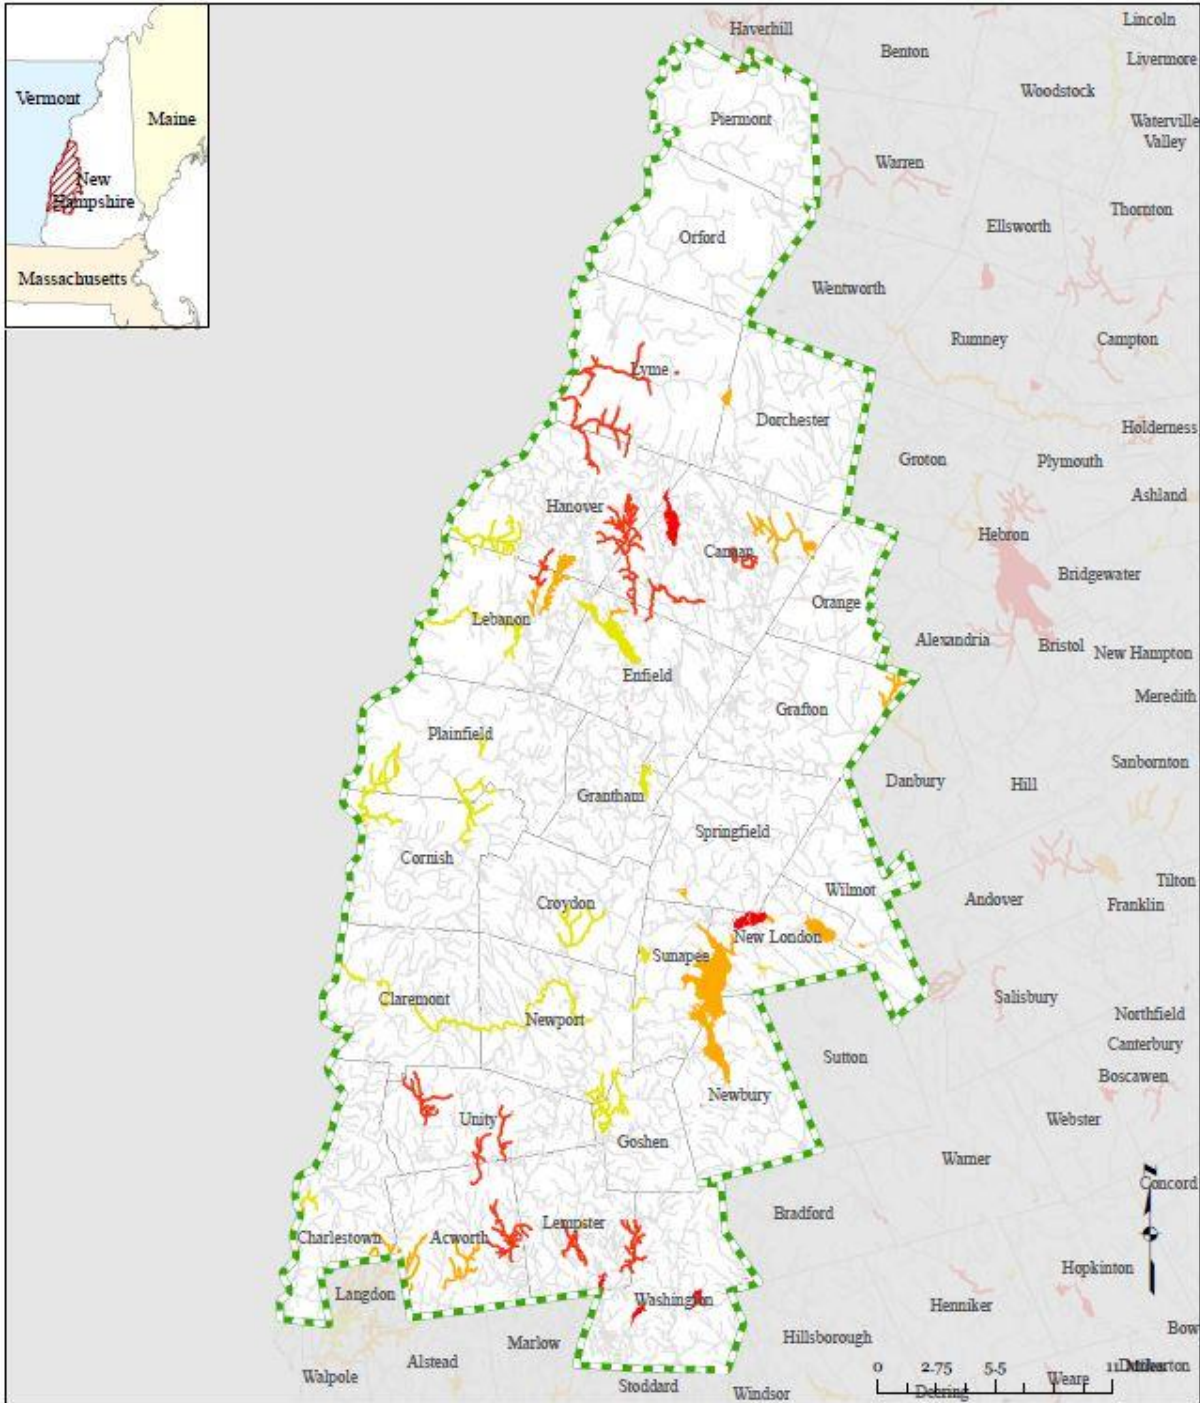 Vermont
Maine
New
Hampshire
Massachusetts
Haverhill
Lincoln
Benton
Livermore
Woodstock
Piermont
Waterville
Valley
Warren
Thornton
Ellsworth
Orford
Wentworth
Rumney
Campton
Lyme
Dorchester
Holderness
Groton
Plymouth
Ashland
Hanover
Hebron
Canaan
Bridgewater
Orange
Lebanon
Alexandria
Bristol
New Hampton
Enfield
Meredith
Grafton
Plainfield
Sanbornton
Danbury
Hill
Grantham
Springfield
Cornish
Wilmot
Tilton
Andover
Franklin
Croydon
New London
Sunapee
Claremont
Salisbury
Newport
Northfield
Canterbury
Sutton
Boscawen
Newbury
Unity
Webster
Goshen
Warner
Concord
Bradford
Lempster
Charlestown
Acworth
Hopkinton
Langdon
Washington
Henniker
Hillsborough
Bow
Marlow
Alstead
Walpole
0 2.75 5.5 11 Miles
Weare
Stoddard
Windsor
Deering